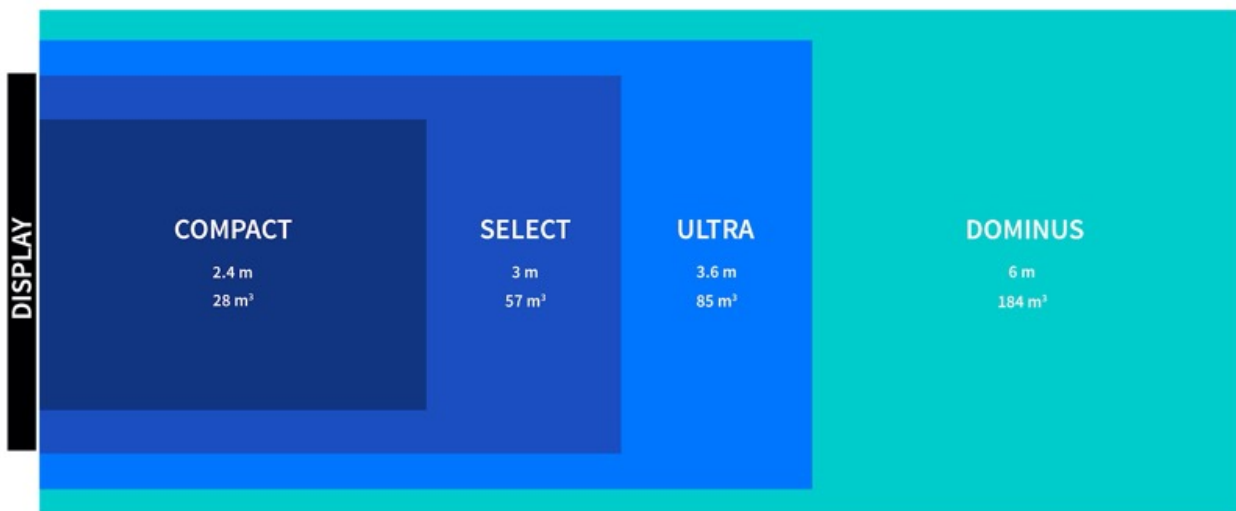 DISPLAY
COMPACT
2.4 m
28 m³
SELECT
3 m
57 m³
ULTRA
3.6 m
85 m³
DOMINUS
6 m
184 m³